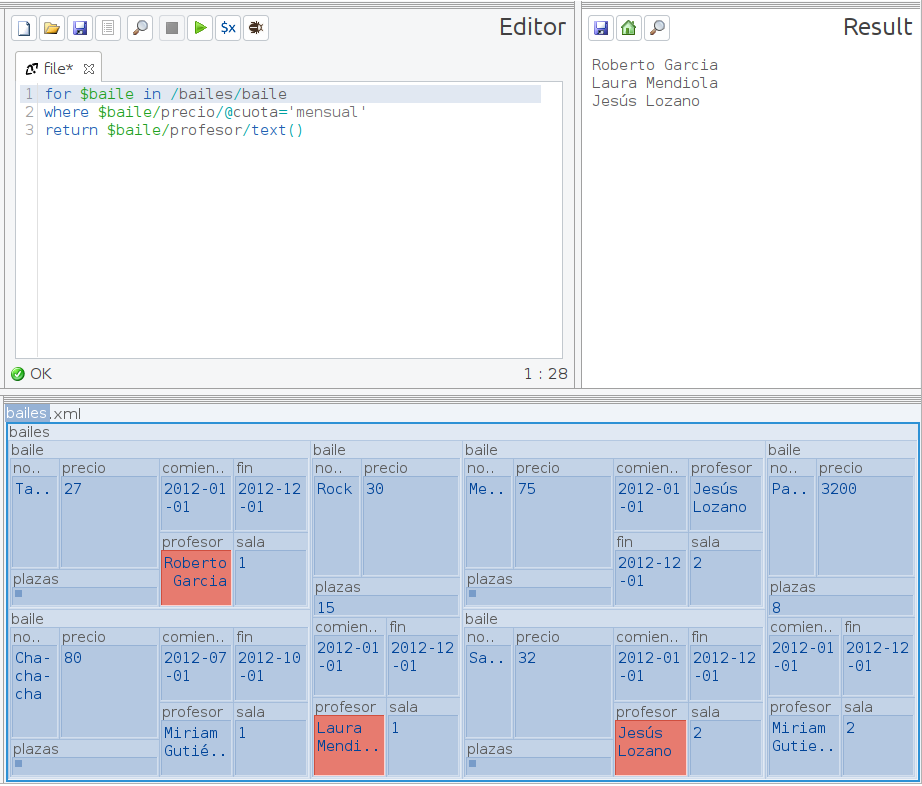 Editor
Result
$x
file*
1 for $baile in /bailes/baile
2 where $baile/precio/@cuota='mensual'
3 return $baile/profesor/text()
Roberto Garcia
Laura Mendiola
Jesús Lozano
OK
1 : 28
bailes.xml
bailes
baile
no..
Ta..
precio
27
comien..
2012-01
-01
fin
2012-12
-01
plazas
profesor
Roberto
Garcia
sala
1
baile
no..
Rock
precio
30
plazas
15
comien..
2012-01
-01
fin
2012-12
-01
profesor
Laura
Mendi..
sala
1
baile
no..
Me..
precio
75
comien..
2012-01
-01
profesor
Jesús
Lozano
plazas
fin
2012-12
-01
sala
2
baile
no..
Pa..
precio
3200
plazas
8
comien..
2012-01
-01
fin
2012-12
-01
profesor
Miriam
Gutie..
sala
2
baile
no..
Cha-
cha-
cha
precio
80
comien..
2012-07
-01
fin
2012-10
-01
plazas
profesor
Miriam
Gutié..
sala
1
baile
no..
Sa..
precio
32
comien..
2012-01
-01
fin
2012-12
-01
plazas
profesor
Jesús
Lozano
sala
2